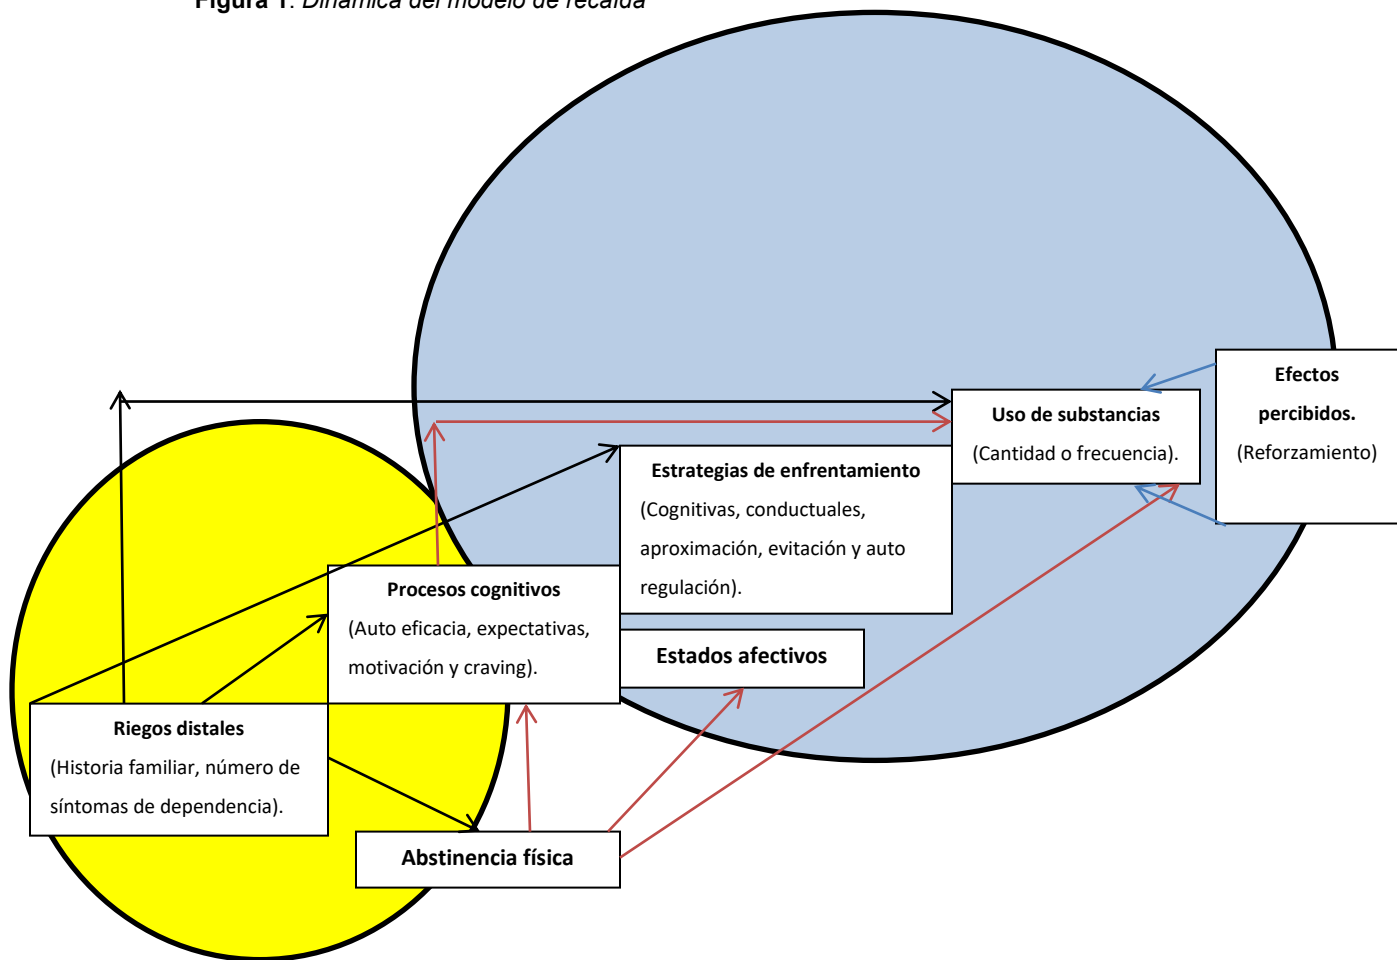 Figura 1. Dinámica del modelo de recaída
Efectos
percibidos.
(Reforzamiento)
Uso de substancias
(Cantidad o frecuencia).
Estrategias de enfrentamiento
(Cognitivas, conductuales,
aproximación, evitación y auto
regulación).
Procesos cognitivos
(Auto eficacia, expectativas,
motivación y craving).
Estados afectivos
Riegos distales
(Historia familiar, número de
síntomas de dependencia).
Abstinencia física